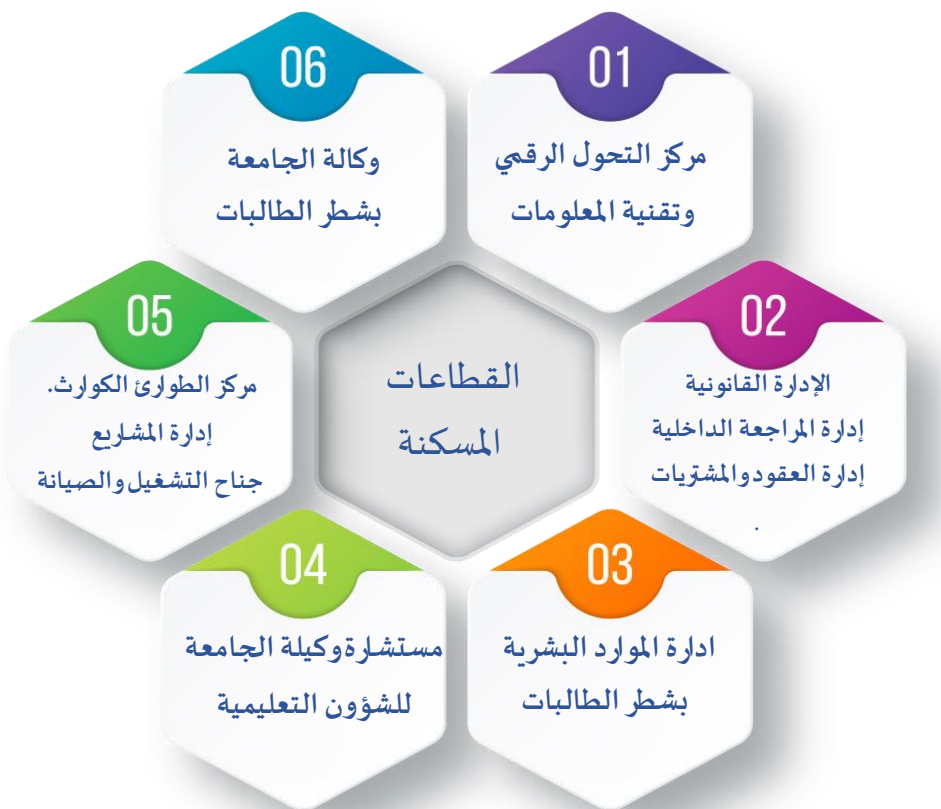 القطاعات
المسكنة
01
مركز التحول الرقمي
وتقنية المعلومات
02
الإدارة القانونية
إدارة المراجعة الداخلية
إدارة العقود والمشتريات
.
03
ادارة الموارد البشرية
بشطر الطالبات
04
مستشارة وكيلة الجامعة
للشؤون التعليمية
05
مركز الطوارئ الكوارث.
إدارة المشاريع
جناح التشغيل والصيانة
06
وكالة الجامعة
بشطر الطالبات